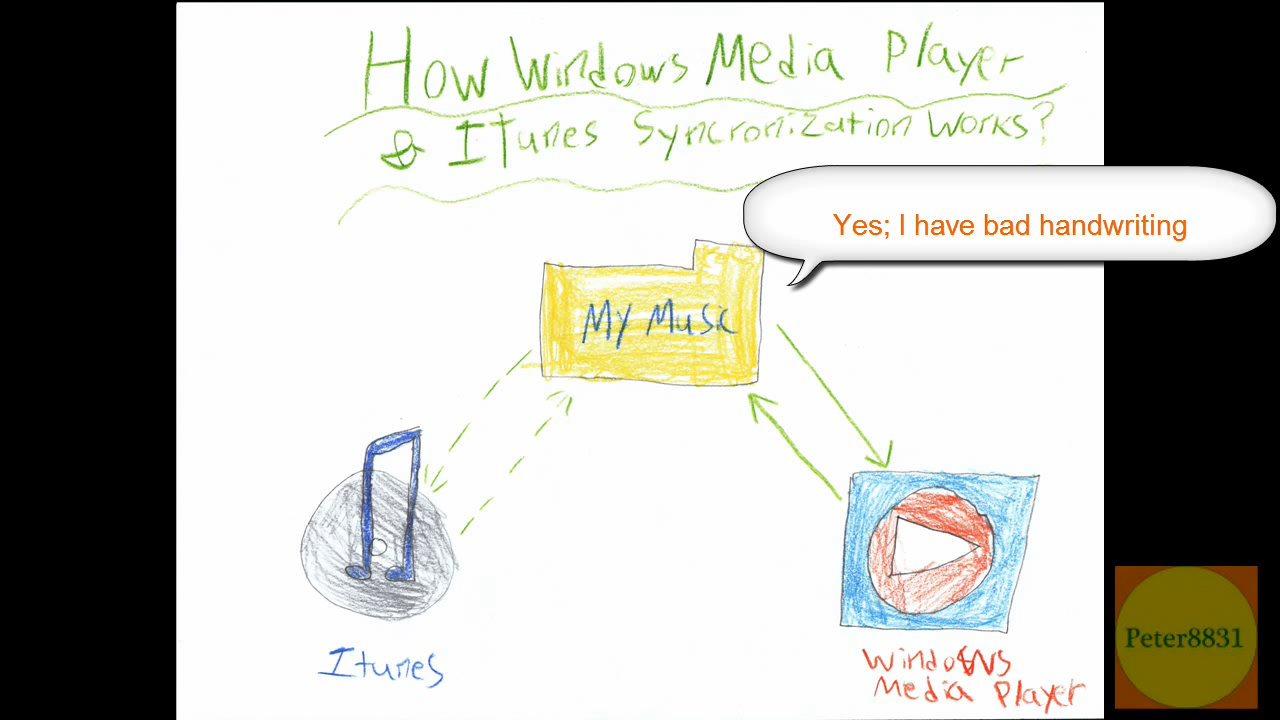 How Windows Media Player
& Itunes Syncronization Works?
Yes; I have bad handwriting
My Music
Itunes
Windows
Media Player
Peter8831